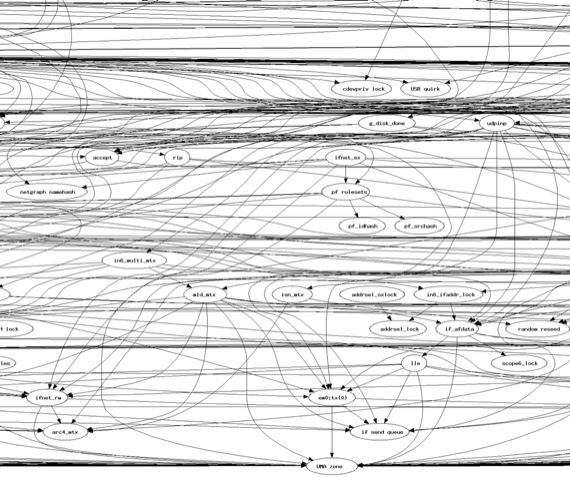 cdevpriv lock
USB quirk
g_disk_done
udpinp
accept
rip
ifnet_sx
netgraph namehash
pf rulesets
pf_idhash
pf_srchash
in6_multi_mtx
mld_mtx
isn_mtx
addrsel_sxlock
in6_ifaddr_lock
lock
addrsel_lock
if_afdata
random reseed
les
lle
scope6_lock
ifnet_rw
em0:tx(0)
arc4_mtx
if send queue
UMA zone